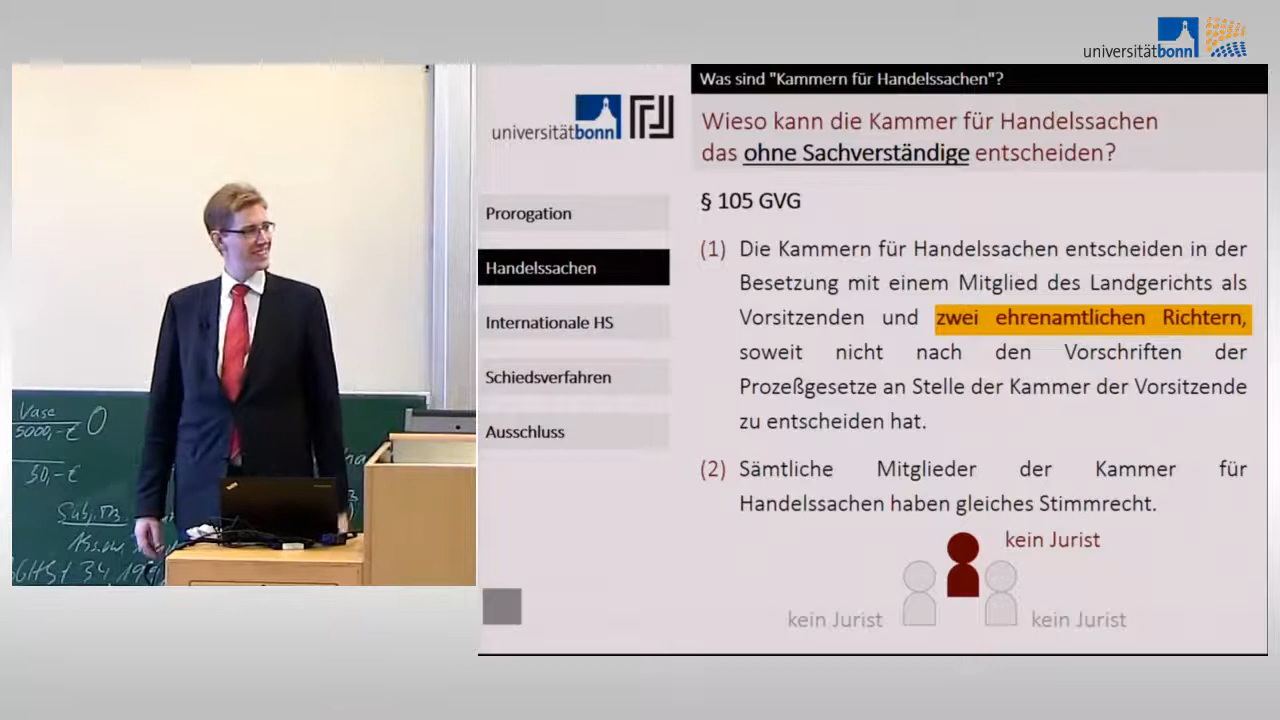 universitätbonn
Was sind "Kammern für Handelssachen"?
universitätbonn
Wieso kann die Kammer für Handelssachen
das ohne Sachverständige entscheiden?
§ 105 GVG
Prorogation
Handelssachen
Internationale HS
Schiedsverfahren
Ausschluss
(1) Die Kammern für Handelssachen entscheiden in der
Besetzung mit einem Mitglied des Landgerichts als
Vorsitzenden und zwei ehrenamtlichen Richtern,
soweit nicht nach den Vorschriften der
Prozeßgesetze an Stelle der Kammer der Vorsitzende
zu entscheiden hat.
(2) Sämtliche Mitglieder der Kammer für
Handelssachen haben gleiches Stimmrecht.
kein Jurist
kein Jurist
kein Jurist
Vase
5000,-€ 0
50,-€
Subj. TB